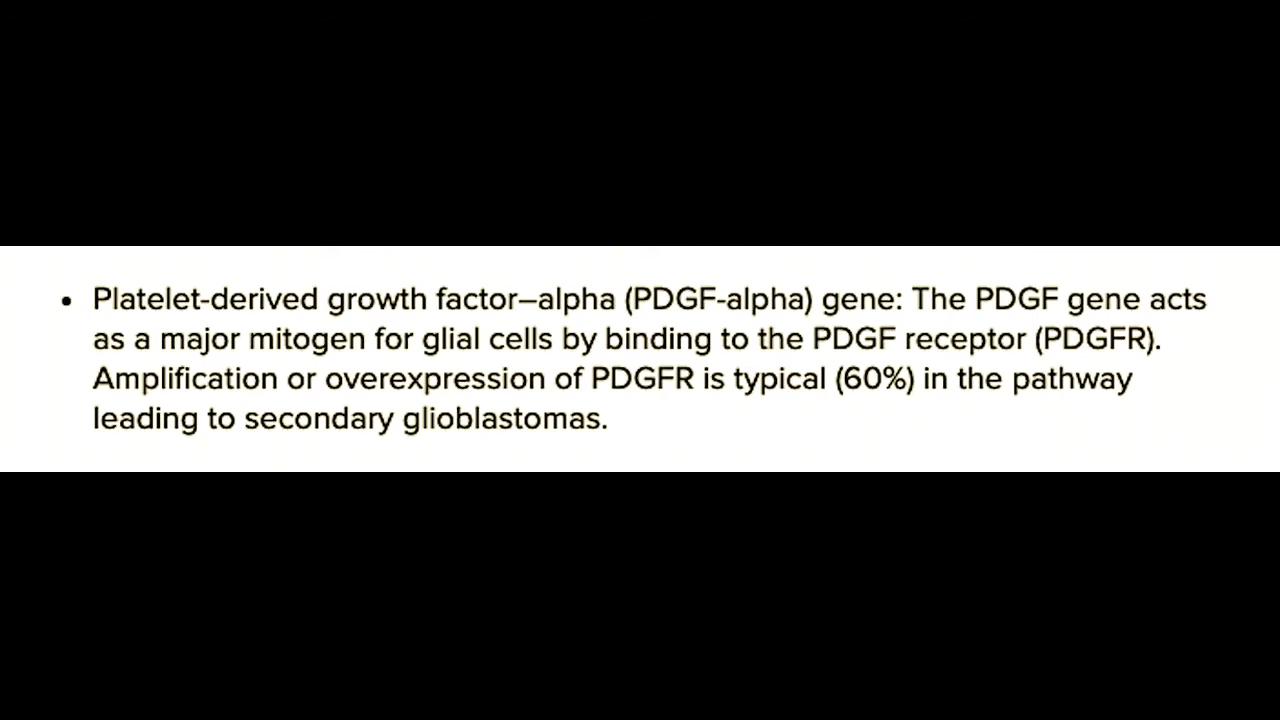 • Platelet-derived growth factor–alpha (PDGF-alpha) gene: The PDGF gene acts
as a major mitogen for glial cells by binding to the PDGF receptor (PDGFR).
Amplification or overexpression of PDGFR is typical (60%) in the pathway
leading to secondary glioblastomas.